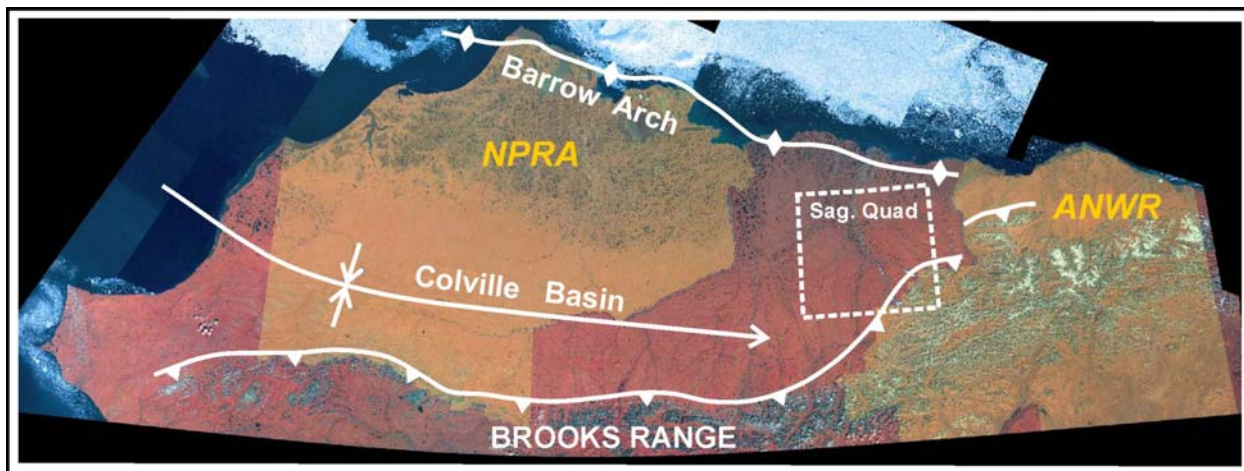 Barrow Arch
NPRA
Sag. Quad
ANWR
Colville Basin
BROOKS RANGE